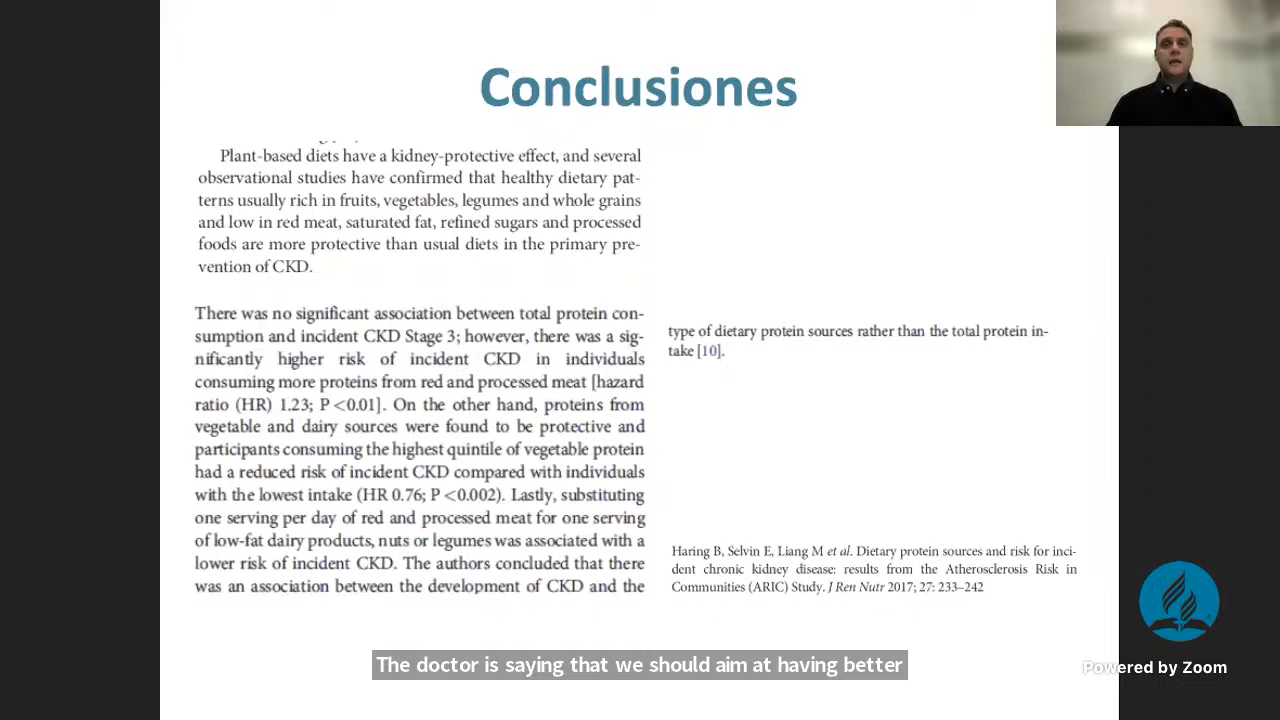 Conclusiones
Plant-based diets have a kidney-protective effect, and several
observational studies have confirmed that healthy dietary pat-
terns usually rich in fruits, vegetables, legumes and whole grains
and low in red meat, saturated fat, refined sugars and processed
foods are more protective than usual diets in the primary pre-
vention of CKD.
There was no significant association between total protein con-
sumption and incident CKD Stage 3; however, there was a sig-
nificantly higher risk of incident CKD in individuals
consuming more proteins from red and processed meat [hazard
ratio (HR) 1.23; P <0.01]. On the other hand, proteins from
vegetable and dairy sources were found to be protective and
participants consuming the highest quintile of vegetable protein
had a reduced risk of incident CKD compared with individuals
with the lowest intake (HR 0.76; P <0.002). Lastly, substituting
one serving per day of red and processed meat for one serving
of low-fat dairy products, nuts or legumes was associated with a
lower risk of incident CKD. The authors concluded that there
was an association between the development of CKD and the
type of dietary protein sources rather than the total protein in-
take [10].
Haring B, Selvin E, Liang M et al. Dietary protein sources and risk for inci-
dent chronic kidney disease: results from the Atherosclerosis Risk in
Communities (ARIC) Study. J Ren Nutr 2017; 27: 233–242
The doctor is saying that we should aim at having better
Powered by Zoom